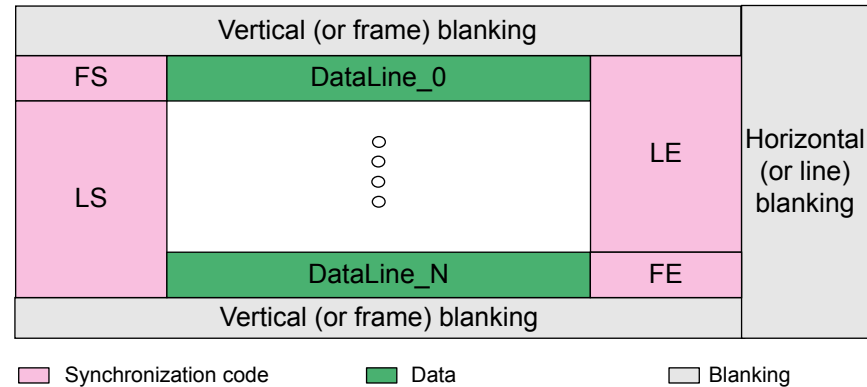 Vertical (or frame) blanking
FS
DataLine_0
LE
Horizontal
(or line)
blanking
LS
DataLine_N
FE
Vertical (or frame) blanking
Synchronization code
Data
Blanking